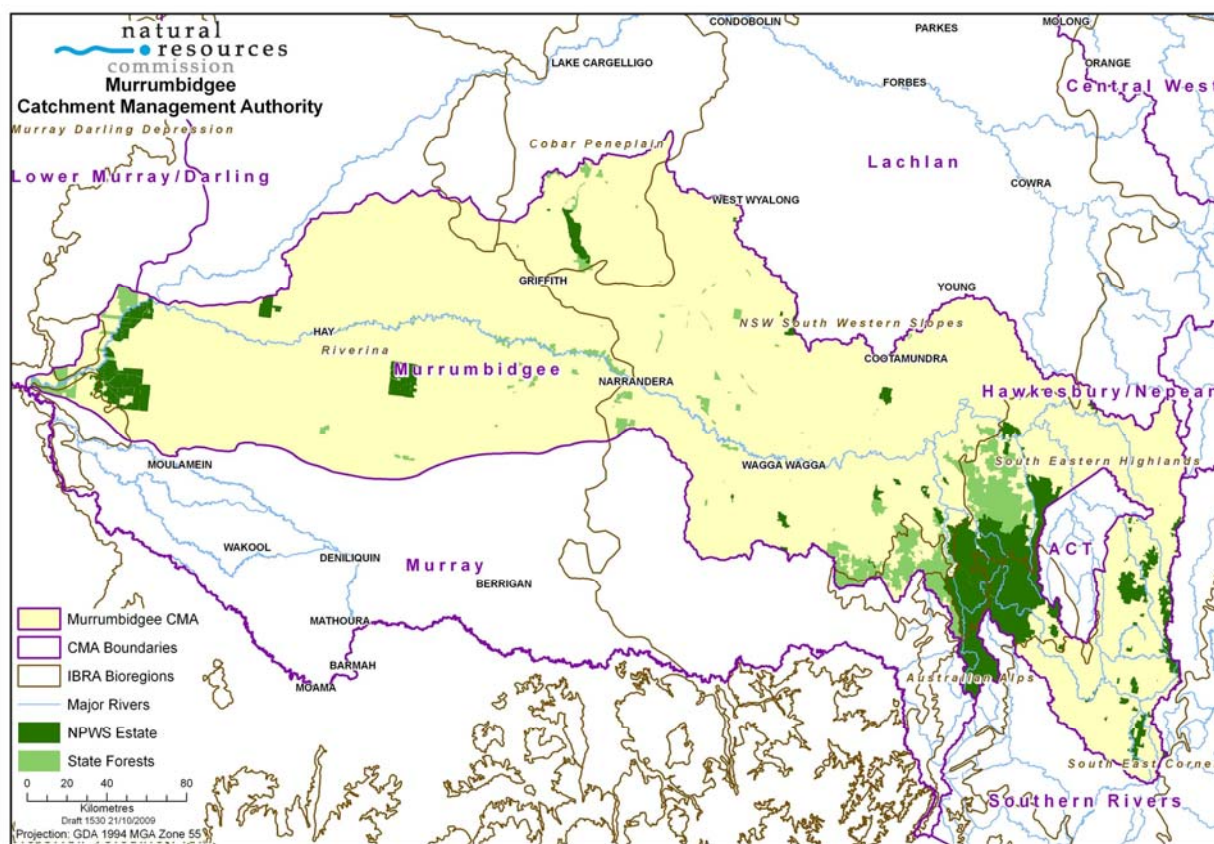 natural
resources
commission
Murrumbidgee
Catchment Management Authority
CONDOBOLIN
PARKES
MOLONG
LAKE CARGELLIGO
ORANGE
FORBES
Central West
Murray Darling Depression
Cobar Peneplain
Lachlan
Lower Murray/Darling
COWRA
WEST WYALONG
GRIFFITH
YOUNG
NSW South Western Slopes
HAY
Riverina
COOTAMUNDRA
Murrumbidgee
NARRANDERA
Hawkesbury/Nepean
MOULAMEIN
WAGGA WAGGA
South Eastern Highlands
WAKOOL
DENILIQUIN
ACT
Murray
BERRIGAN
MATHOURA
BARMAH
MOAMA
Australian Alps
South East Corner
Southern Rivers
Murrumbidgee CMA
CMA Boundaries
IBRA Bioregions
Major Rivers
NPWS Estate
State Forests
0 20 40 80
Kilometres
Draft 1530 21/10/2009
Projection: GDA 1994 MGA Zone 55